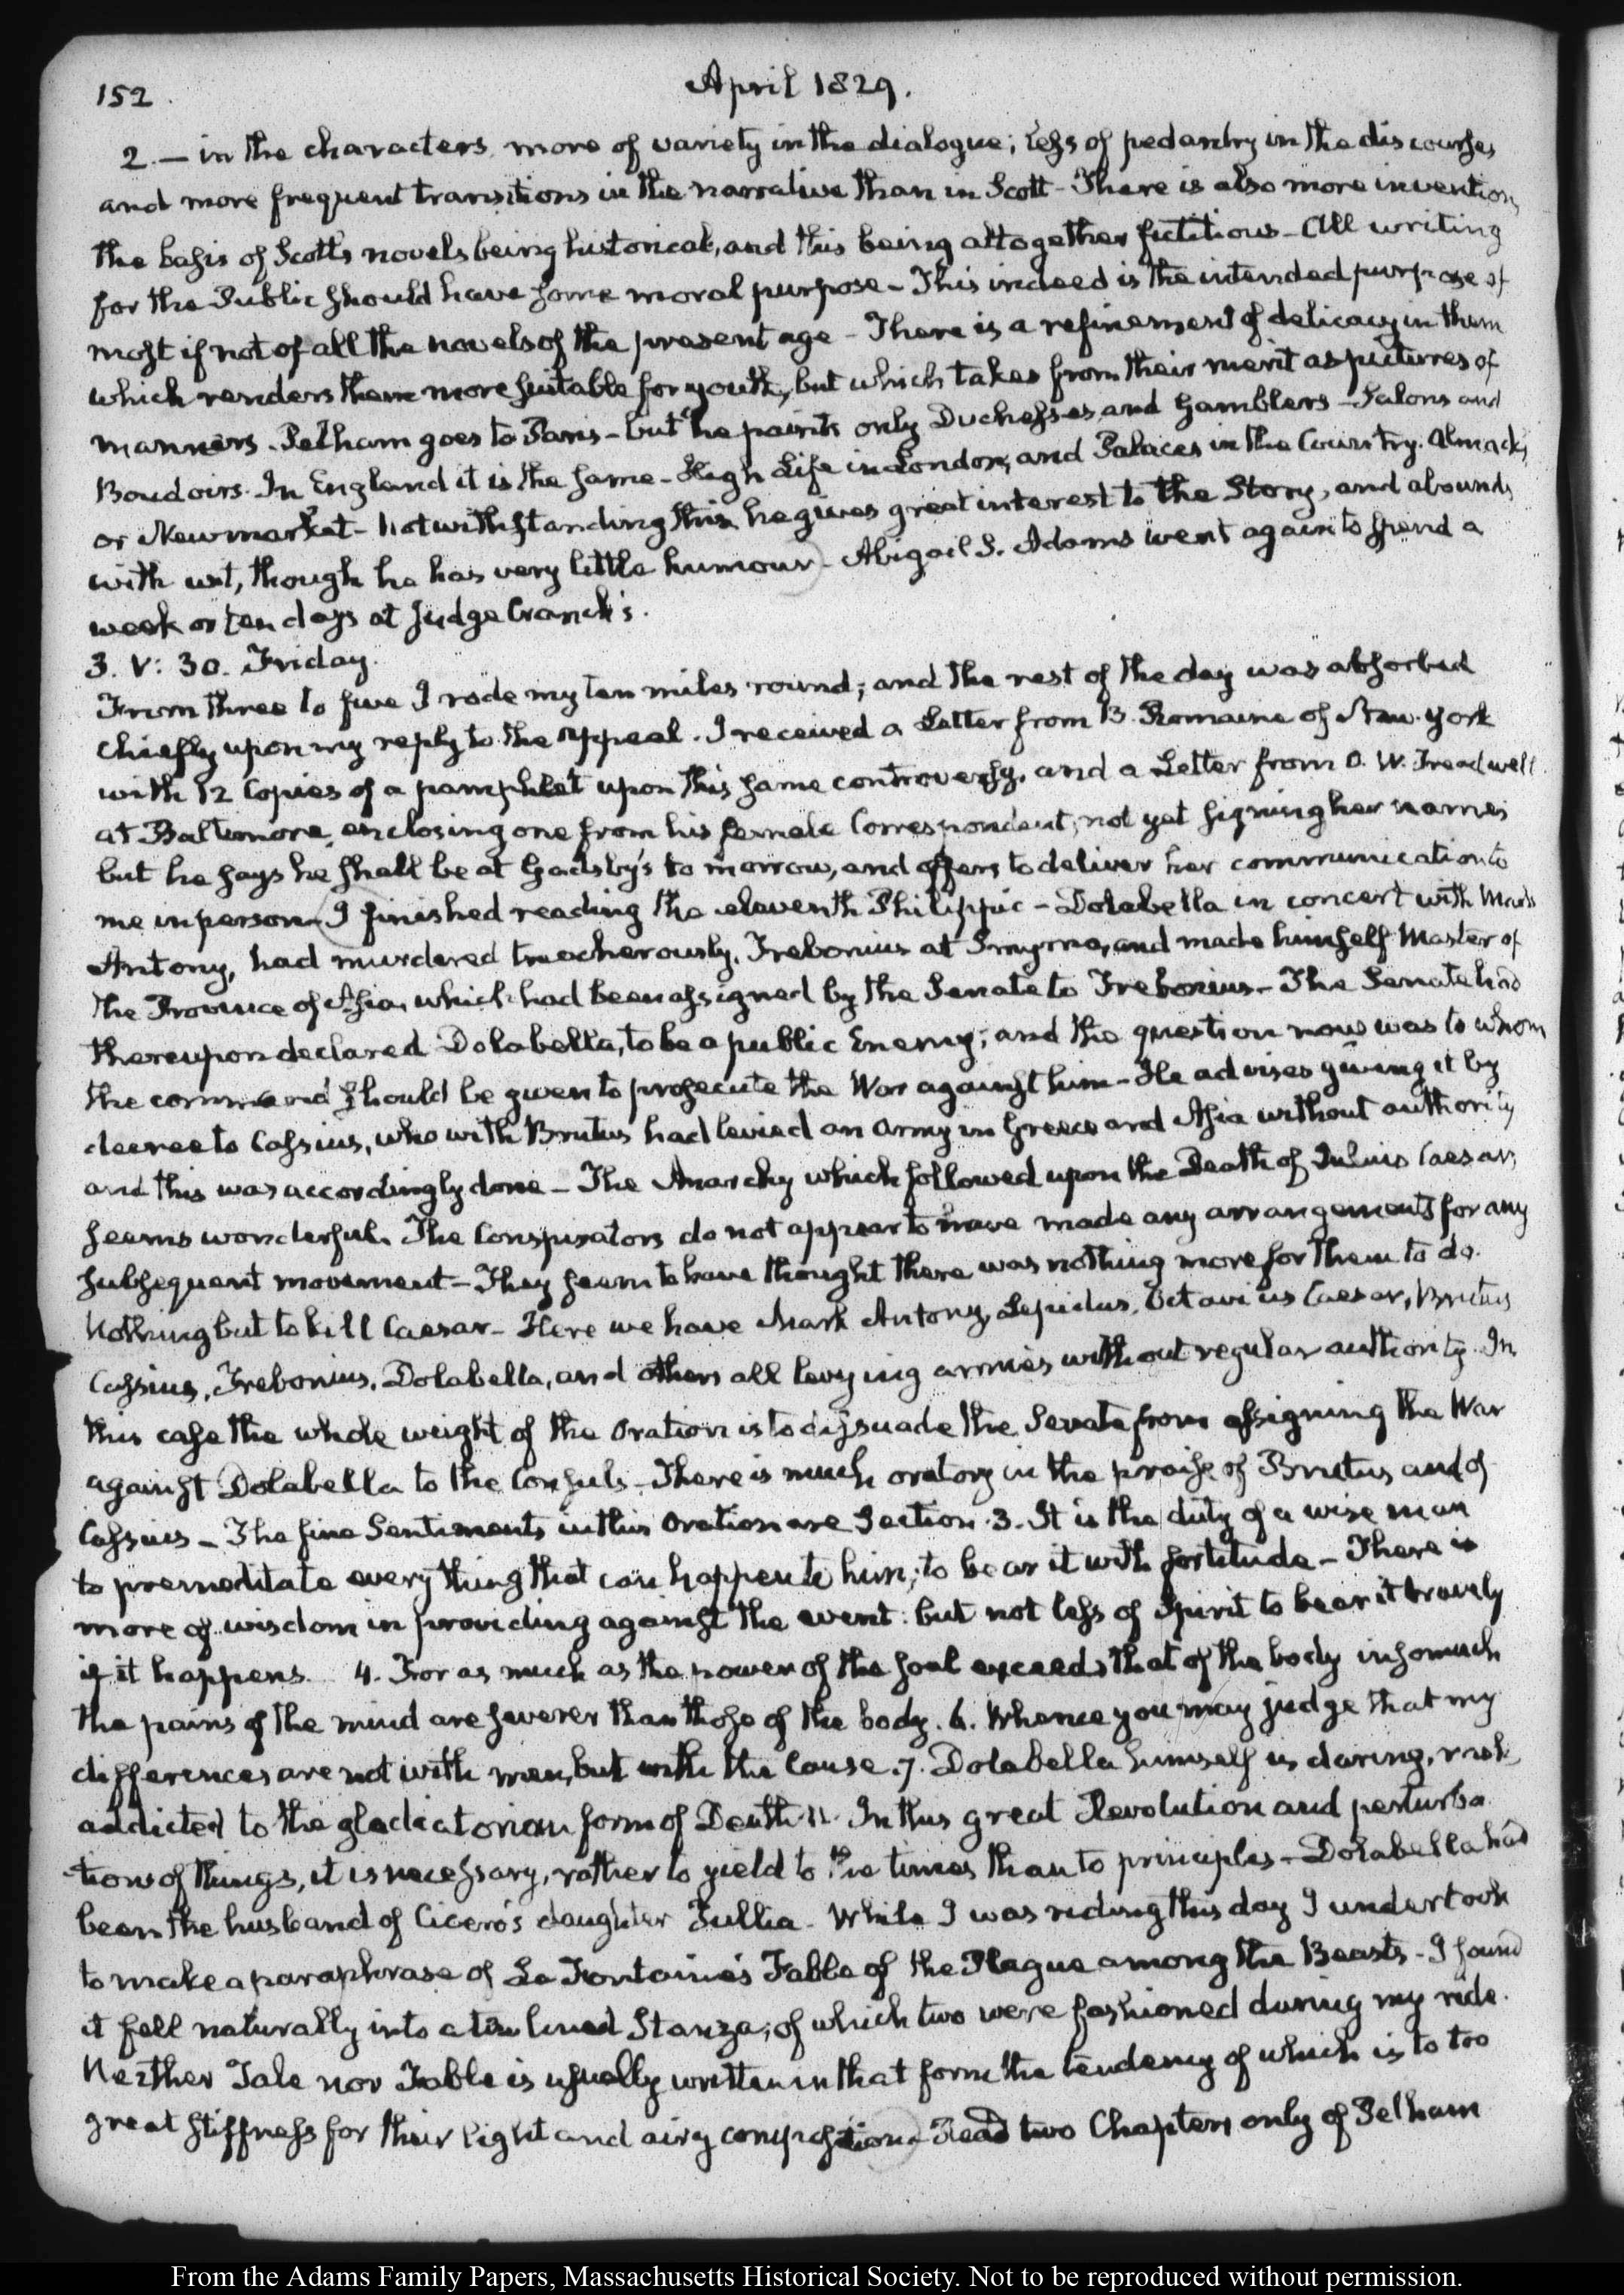 152
April 1829.
2.— in the characters, more of variety in the dialogue; less of pedantry in the discourses,
and more frequent transitions in the narrative than in Scott – There is also more invention,
the basis of Scott's novels being historical, and this being altogether fictitious – All writing
for the Public should have some moral purpose – This indeed is the intended purpose of
most if not of all the novels of the present age – There is a refinement of delicacy in them
which renders them more suitable for youth, but which takes from their merit as pictures of
manners. Pelham goes to Paris – but he paints only Duchesses and Gamblers – Salons and
Boudoirs. In England it is the same – High Life in London, and Palaces in the Country. Almacks,
or Newmarket – Notwithstanding this he gives great interest to the Story, and abounds
with wit, though he has very little humour – Abigail S. Adams went again to spend a
week or ten days at Judge Cranch's.
3. V: 30. Friday.
From three to five I rode my ten miles round; and the rest of the day was absorbed
chiefly upon my reply to the Appeal. I received a Letter from B. Romaine of New-York
with 12 Copies of a pamphlet upon this same controversy, and a Letter from O. W. Treadwell
at Baltimore, enclosing one from his female Correspondent, not yet signing her name;
but he says he shall be at Gadsby's to morrow, and offers to deliver her communication to
me in person – I finished reading the eleventh Philippic – Dolabella in concert with Mark
Antony, had murdered treacherously, Trebonius at Smyrna, and made himself Master of
the Province of Asia, which had been assigned by the Senate to Trebonius – The Senate had
thereupon declared Dolabella, to be a public Enemy; and the question now was to whom
the command should be given to prosecute the War against him – He advises giving it by
decree to Cassius, who with Brutus had levied an Army in Greece and Asia without authority
and this was accordingly done – The Anarchy which followed upon the Death of Julius Caesar,
seems wonderful. The Conspirators do not appear to have made any arrangements for any
subsequent movement – They seem to have thought there was nothing more for them to do.
Nothing but to kill Caesar – Here we have Mark Antony, Lepidus, Octavius Caesar, Brutus
Cassius, Trebonius, Dolabella, and others all levying armies without regular authority. In
this case the whole weight of the Oration is to dissuade the Senate from assigning the War
against Dolabella to the Consuls – There is much oratory in the praise of Brutus and of
Cassius – The fine Sentiments in this Oration are Section. 3. It is the duty of a wise man
to premeditate every thing that can happen to him; to bear it with fortitude – There is
more of wisdom in providing against the event: but not less of Spirit to bear it bravely
if it happens. 4. For as much as the power of the soul exceeds that of the body insomuch
the pains of the mind are severer than those of the body. 6. Whence you may judge that my
differences are not with men, but with the Cause. 7. Dolabella himself is daring, rash,
addicted to the gladiatorian form of Death 11. In this great Revolution and perturba
-tions of things, it is necessary, rather to yield to the times than to principles – Dolabella had
been the husband of Cicero's daughter Tullia – While I was riding this day I undertook
to make a paraphrase of La Fontaine's Fable of the Plague among the Beasts – I found
it fell naturally into a ten lined Stanza; of which two were fashioned during my ride.
Neither Tale nor Fable is usually written in that form the tendency of which is to too
great stiffness for their light and airy composition – Read two Chapters only of Pelham
From the Adams Family Papers, Massachusetts Historical Society. Not to be reproduced without permission.